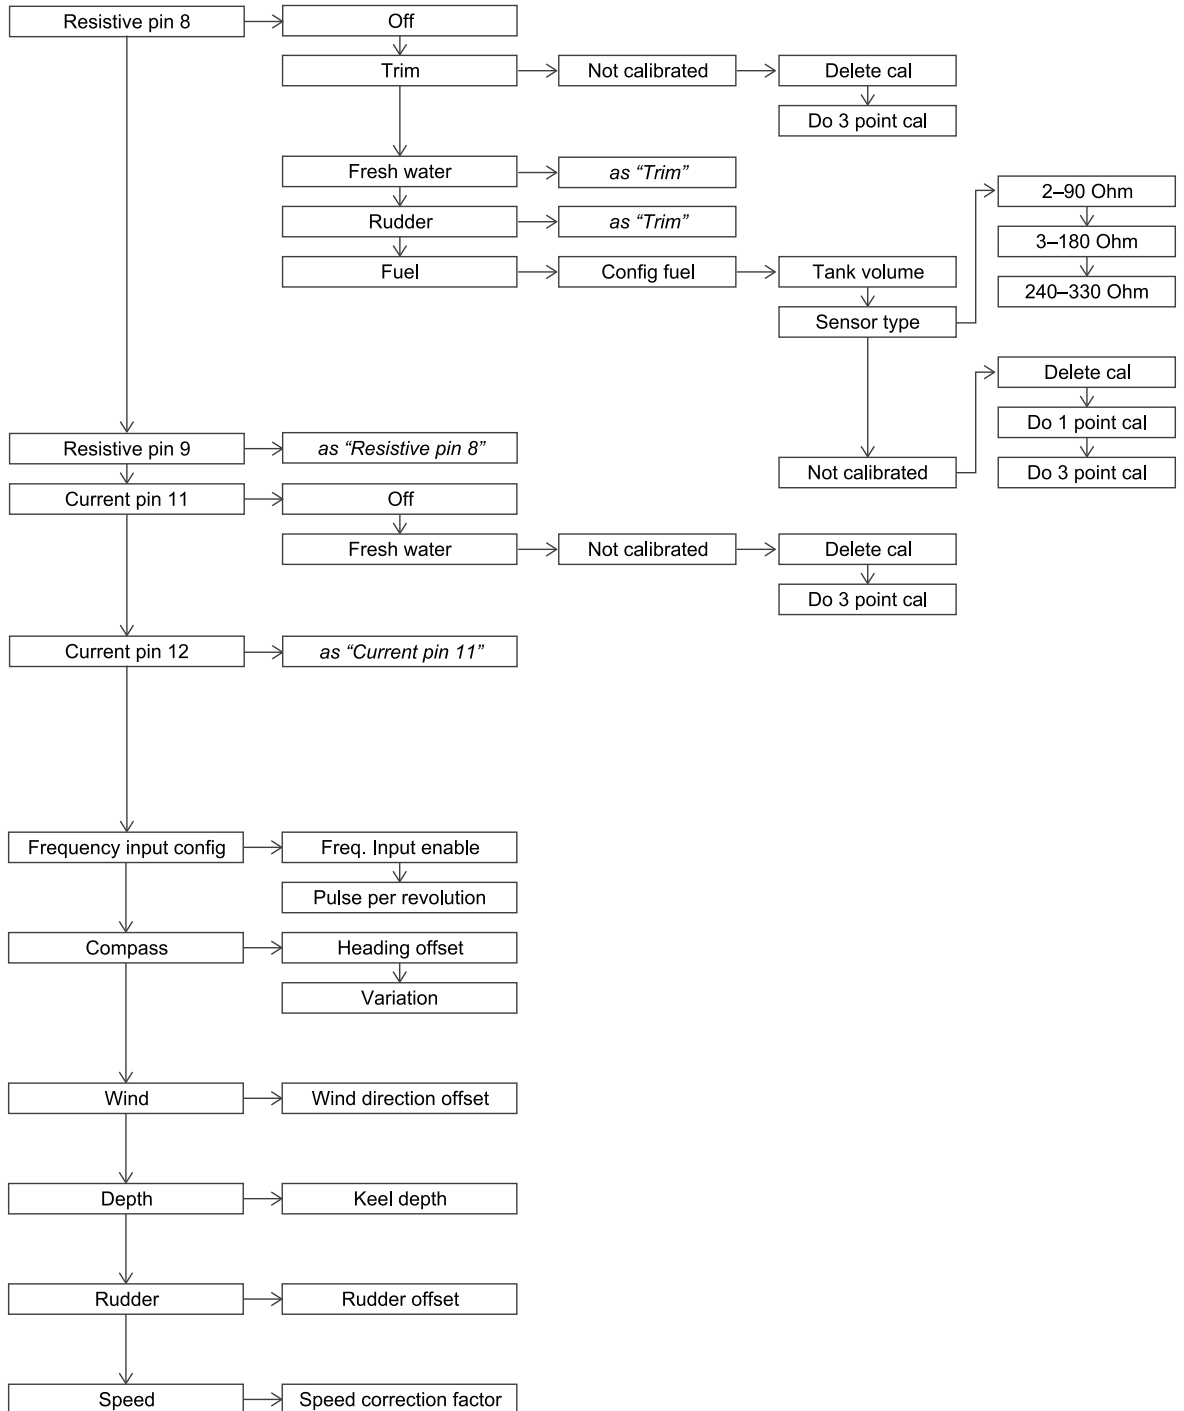 Resistive pin 8
Off
Trim
Not calibrated
Delete cal
Do 3 point cal
Fresh water
as “Trim”
2–90 Ohm
Rudder
as “Trim”
3–180 Ohm
Fuel
Config fuel
Tank volume
240–330 Ohm
Sensor type
Delete cal
Do 1 point cal
Resistive pin 9
as “Resistive pin 8”
Not calibrated
Do 3 point cal
Current pin 11
Off
Fresh water
Not calibrated
Delete cal
Do 3 point cal
Current pin 12
as “Current pin 11”
Frequency input config
Freq. Input enable
Pulse per revolution
Compass
Heading offset
Variation
Wind
Wind direction offset
Depth
Keel depth
Rudder
Rudder offset
Speed
Speed correction factor